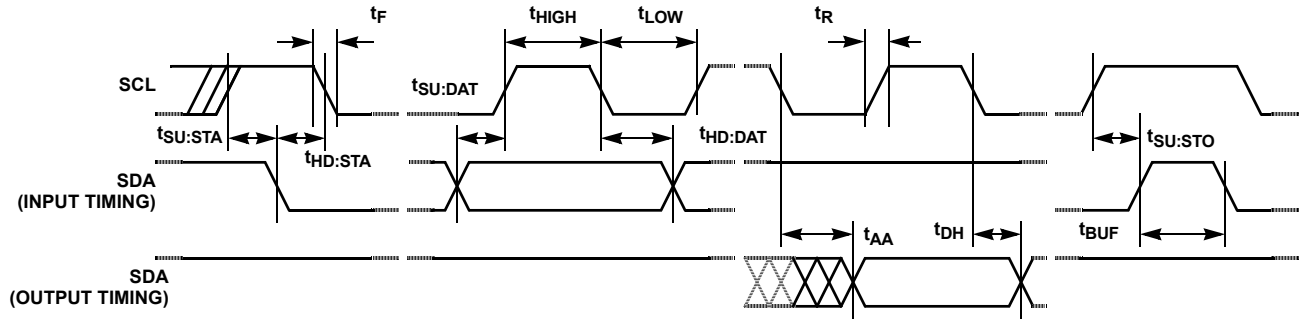 tF
tHIGH
tLOW
tR
SCL
tSU:DAT
tSU:STA
tHD:STA
tHD:DAT
tSU:STO
SDA
(INPUT TIMING)
tAA
tDH
tBUF
SDA
(OUTPUT TIMING)